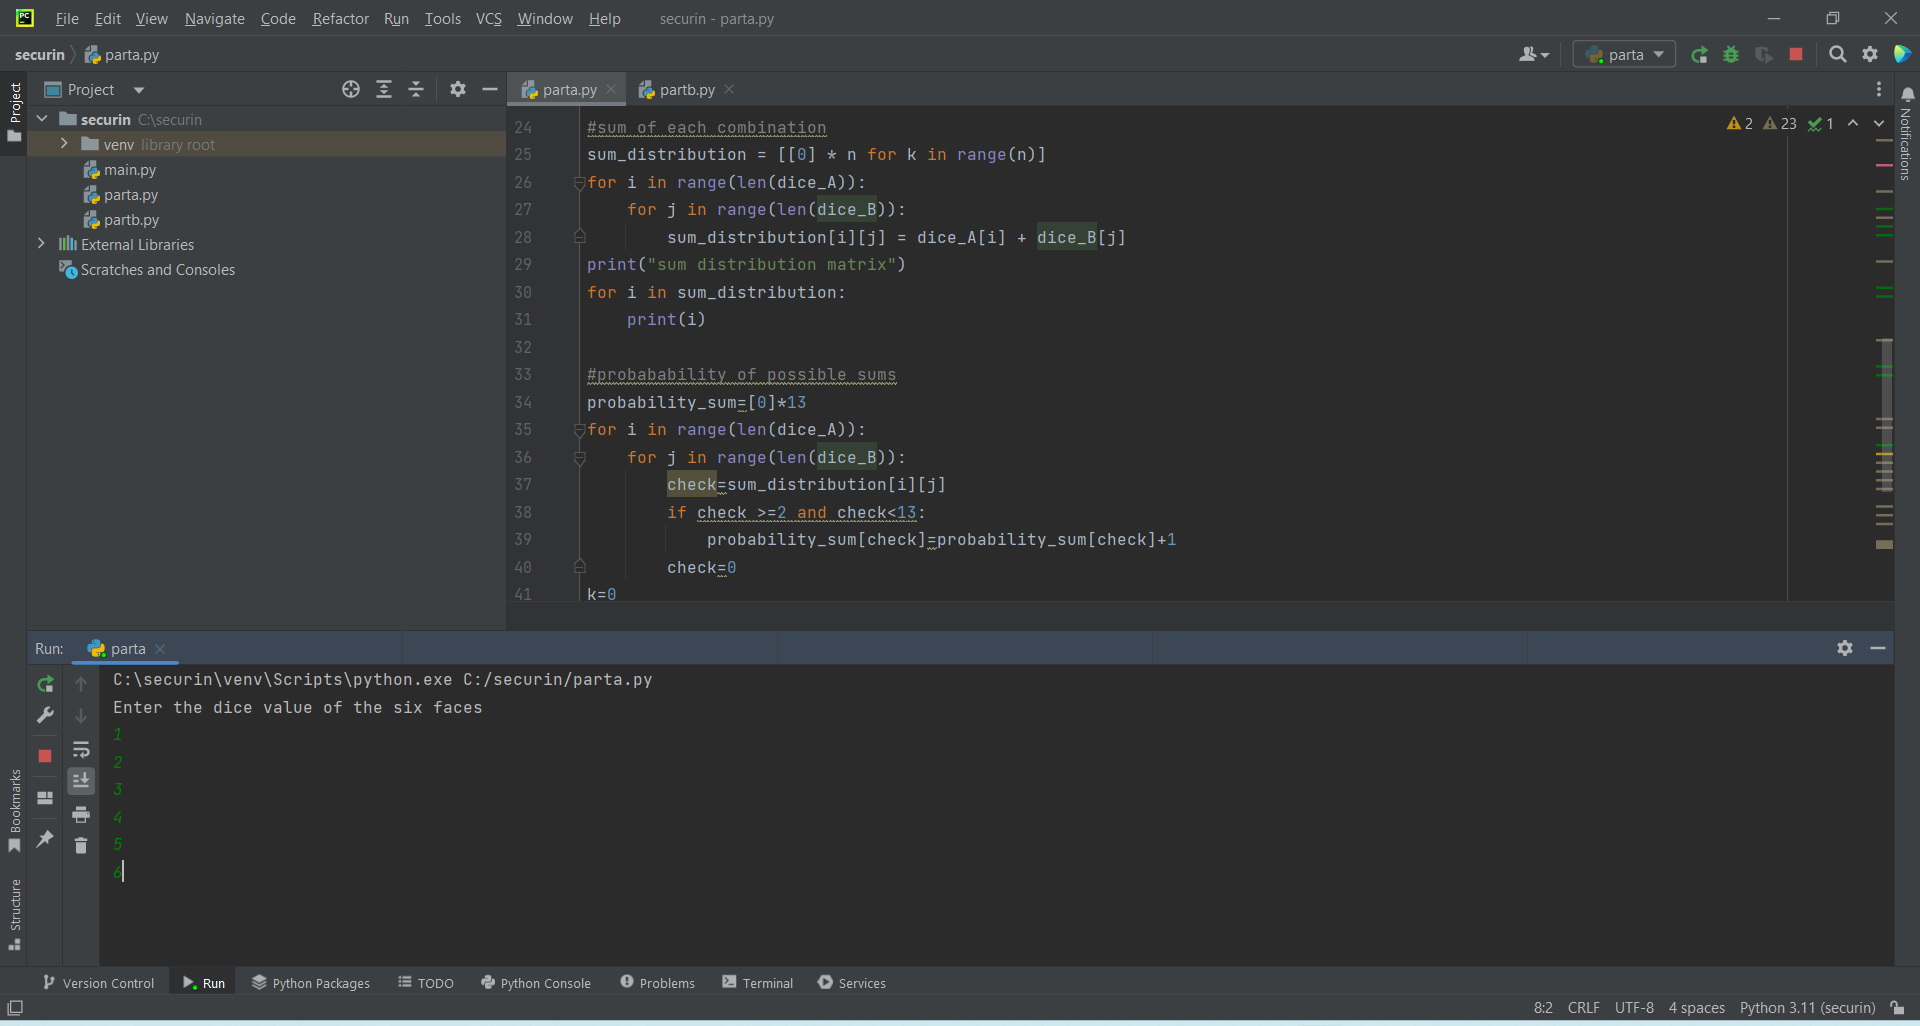 PC File Edit View Navigate Code Refactor Run Tools VCS Window Help securin - parta.py
securin parta.py parta
Project
Project parta.py partb.py
securin C:\securin
venv library root
main.py
parta.py
partb.py
External Libraries
Scratches and Consoles
2 23 1
Notifications
24 #sum of each combination
25 sum_distribution = [[0] * n for k in range(n)]
26 for i in range(len(dice_A)):
27 for j in range(len(dice_B)):
28 sum_distribution[i][j] = dice_A[i] + dice_B[j]
29 print("sum distribution matrix")
30 for i in sum_distribution:
31 print(i)
32
33 #probabability of possible sums
34 probability_sum=[0]*13
35 for i in range(len(dice_A)):
36 for j in range(len(dice_B)):
37 check=sum_distribution[i][j]
38 if check >=2 and check<13:
39 probability_sum[check]=probability_sum[check]+1
40 check=0
41 k=0
Run: parta
C:\securin\venv\Scripts\python.exe C:/securin/parta.py
Enter the dice value of the six faces
1
2
3
4
5
6
Bookmarks
Structure
Version Control Run Python Packages TODO Python Console Problems Terminal Services
8:2 CRLF UTF-8 4 spaces Python 3.11 (securin)